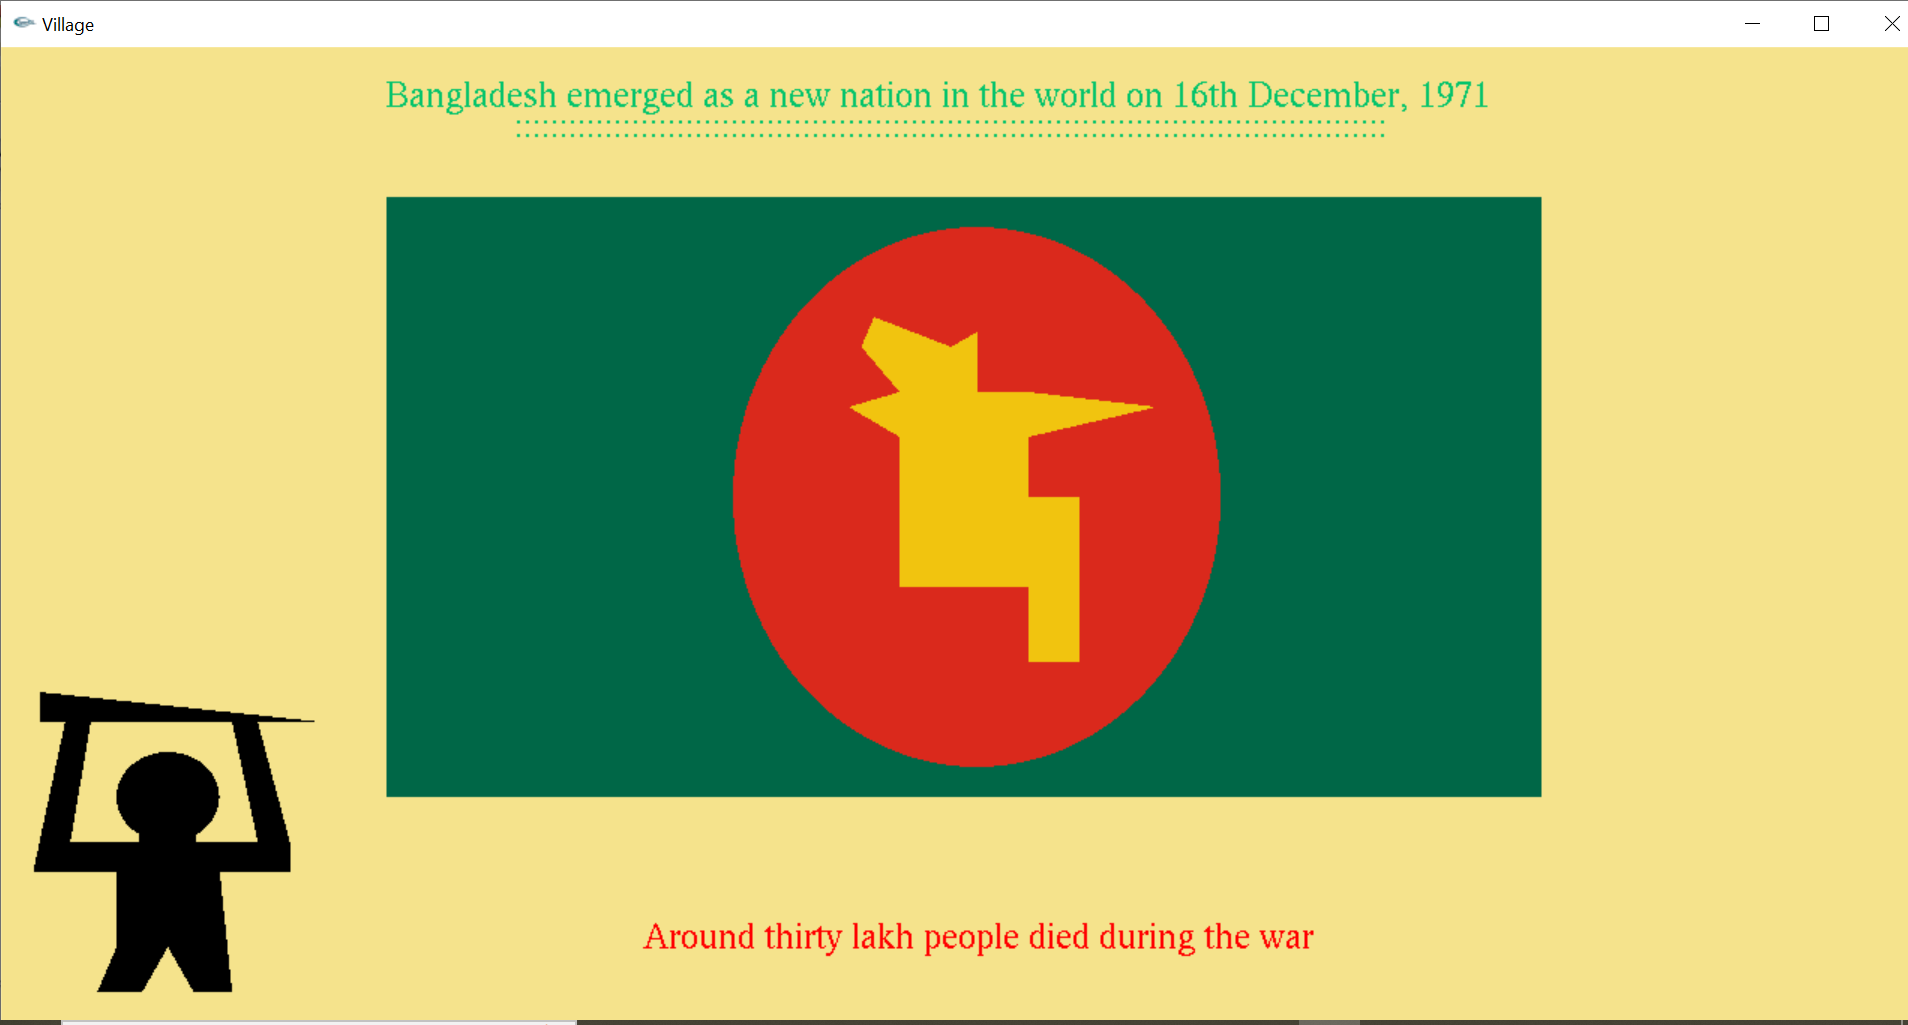 Village
Bangladesh emerged as a new nation in the world on 16th December, 1971
::::::::::::::::::::::::::::::::::::::::::::::::::::::::::::::::::::::::::::::::::::::::::::::::
Around thirty lakh people died during the war